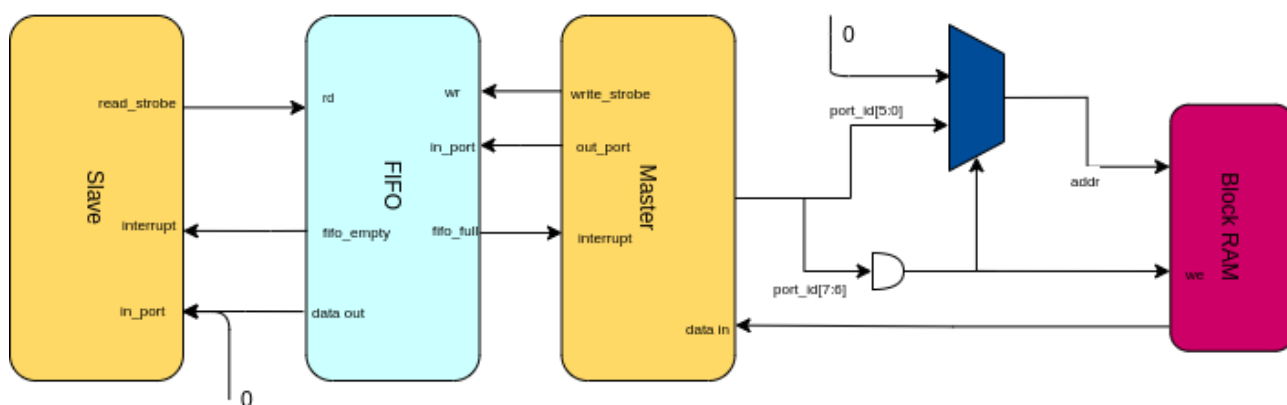 Slave
read_strobe
interrupt
in_port
0
FIFO
rd
wr
in_port
fifo_empty
fifo_full
data out
Master
write_strobe
out_port
interrupt
data in
0
port_id[5:0]
port_id[7:6]
addr
Block RAM
we